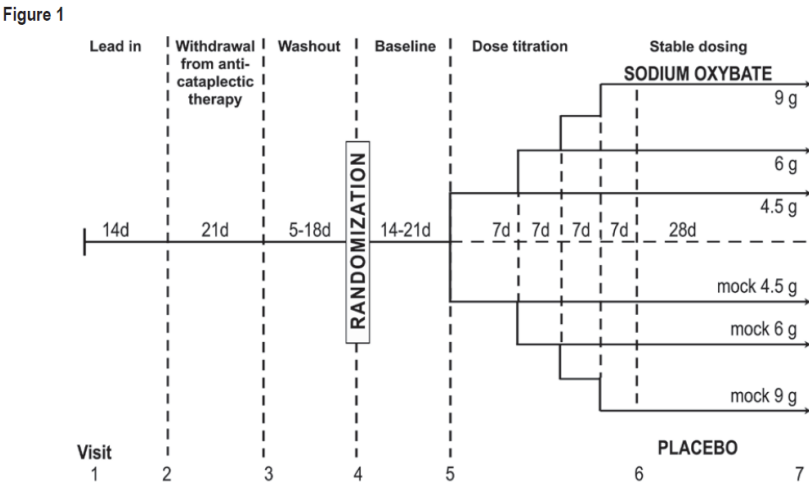 Figure 1
Lead in
Withdrawal
from anti-
cataplectic
therapy
Washout
Baseline
Dose titration
Stable dosing
SODIUM OXYBATE
9 g
6 g
4.5 g
14d
21d
5-18d
RANDOMIZATION
14-21d
7d
7d
7d
7d
28d
mock 4.5 g
mock 6 g
mock 9 g
PLACEBO
Visit
1
2
3
4
5
6
7